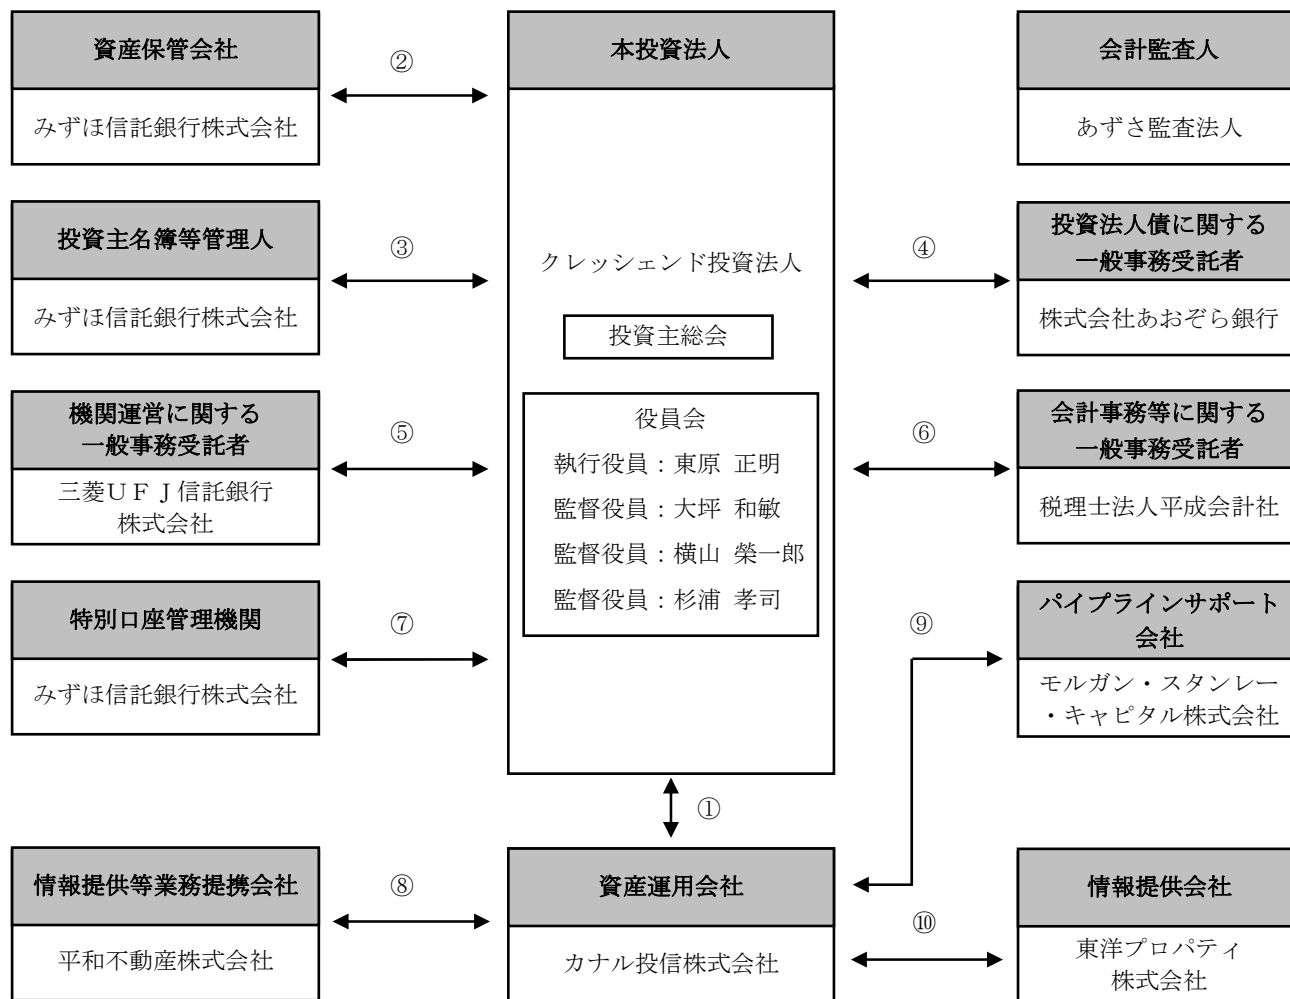 資産保管会社
みずほ信託銀行株式会社
②
本投資法人
クレッシェンド投資法人
投資主総会
役員会
執行役員：東原 正明
監督役員：大坪 和敏
監督役員：横山 榮一郎
監督役員：杉浦 孝司
会計監査人
あずさ監査法人
投資主名簿等管理人
みずほ信託銀行株式会社
③
④
投資法人債に関する
一般事務受託者
株式会社あおぞら銀行
機関運営に関する
一般事務受託者
三菱ＵＦＪ信託銀行
株式会社
⑤
⑥
会計事務等に関する
一般事務受託者
税理士法人平成会計社
特別口座管理機関
みずほ信託銀行株式会社
⑦
⑨
パイプラインサポート
会社
モルガン・スタンレー
・キャピタル株式会社
①
情報提供等業務提携会社
平和不動産株式会社
⑧
資産運用会社
カナル投信株式会社
⑩
情報提供会社
東洋プロパティ
株式会社